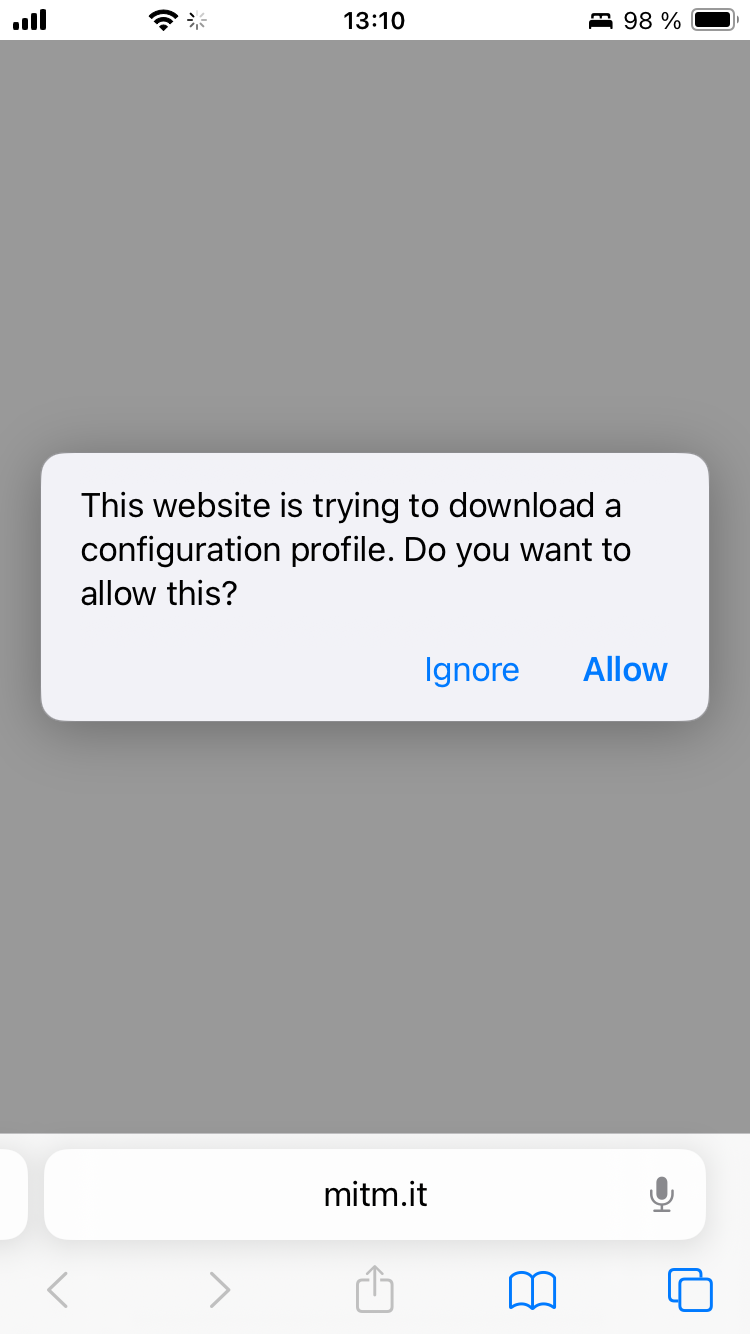 13:10
98 %
This website is trying to download a
configuration profile. Do you want to
allow this?
Ignore
Allow
mitm.it